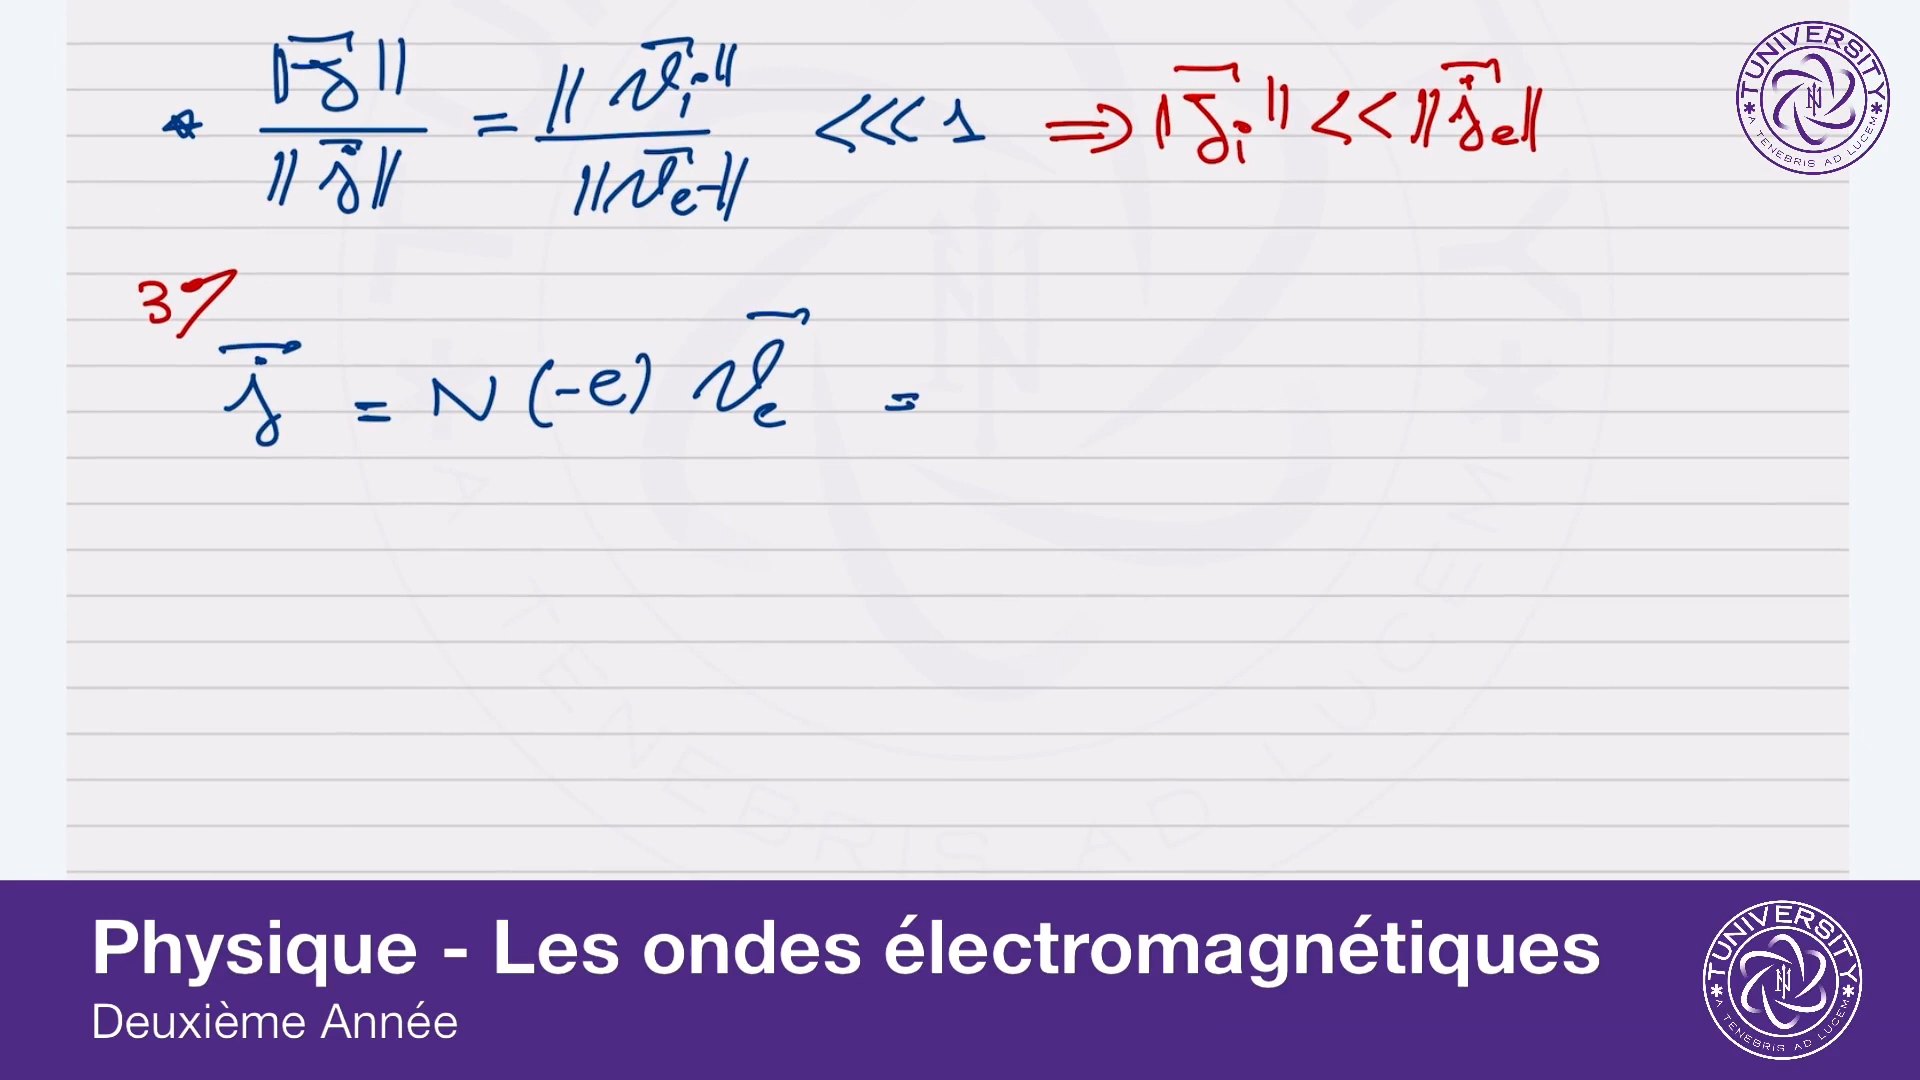 * ‖j⃗‖ / ‖j⃗‖ = ‖v⃗ᵢ‖ / ‖v⃗ₑ‖ <<< 1 ⇒ ‖j⃗ᵢ‖ << ‖j⃗ₑ‖
3/
j⃗ = N (-e) v⃗ₑ =
TUNIVERSITY
A TENEBRIS AD LUCEM
Physique - Les ondes électromagnétiques
Deuxième Année
TUNIVERSITY
A TENEBRIS AD LUCEM